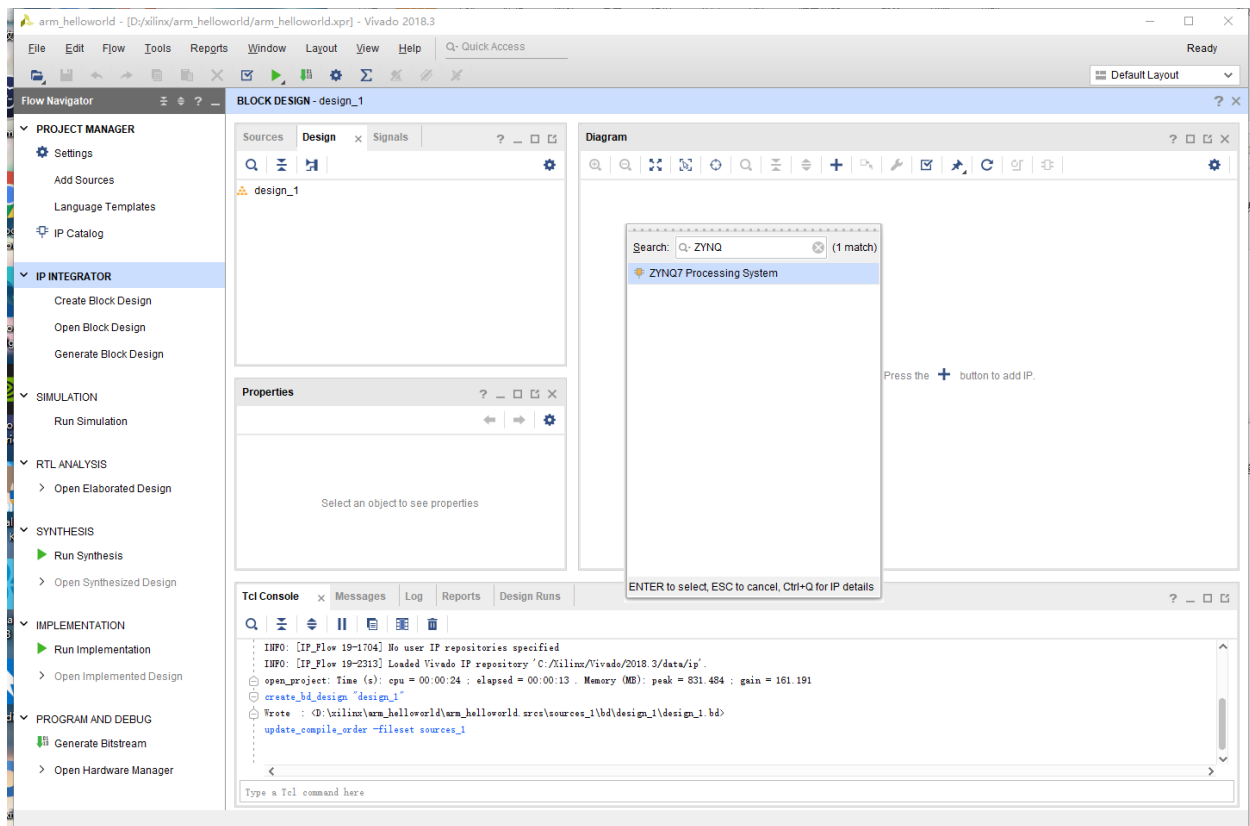 arm_helloworld - [D:/xilinx/arm_helloworld/arm_helloworld.xpr] - Vivado 2018.3
File Edit Flow Tools Reports Window Layout View Help Quick Access Ready
Default Layout
Flow Navigator
PROJECT MANAGER
Settings
Add Sources
Language Templates
IP Catalog
IP INTEGRATOR
Create Block Design
Open Block Design
Generate Block Design
SIMULATION
Run Simulation
RTL ANALYSIS
Open Elaborated Design
SYNTHESIS
Run Synthesis
Open Synthesized Design
IMPLEMENTATION
Run Implementation
Open Implemented Design
PROGRAM AND DEBUG
Generate Bitstream
Open Hardware Manager
BLOCK DESIGN - design_1
Sources Design Signals
design_1
Properties
Select an object to see properties
Diagram
Search: ZYNQ (1 match)
ZYNQ7 Processing System
ENTER to select, ESC to cancel, Ctrl+Q for IP details
Press the + button to add IP.
Tcl Console Messages Log Reports Design Runs
INFO: [IP_Flow 19-1704] No user IP repositories specified
INFO: [IP_Flow 19-2313] Loaded Vivado IP repository 'C:/Xilinx/Vivado/2018.3/data/ip'.
open_project: Time (s): cpu = 00:00:24 ; elapsed = 00:00:13 . Memory (MB): peak = 831.484 ; gain = 161.191
create_bd_design "design_1"
Wrote : <D:\xilinx\arm_helloworld\arm_helloworld.srcs\sources_1\bd\design_1\design_1.bd>
update_compile_order -fileset sources_1
Type a Tcl command here